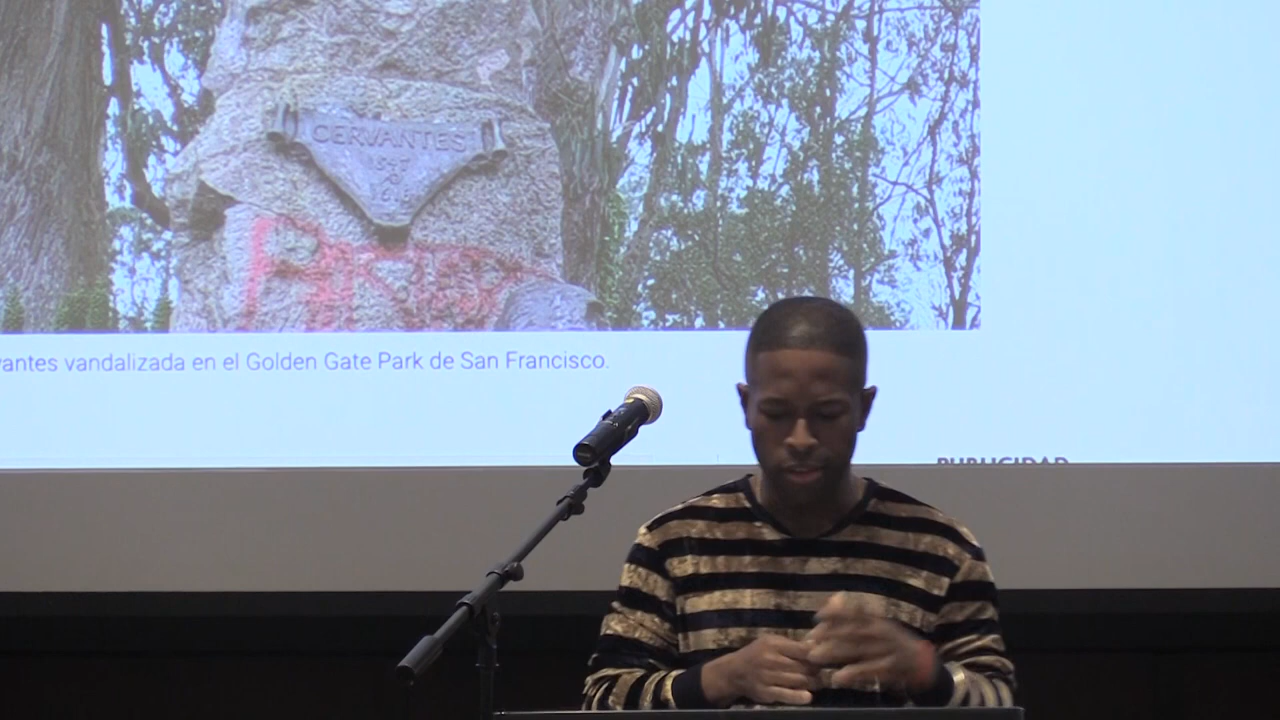 CERVANTES
vantes vandalizada en el Golden Gate Park de San Francisco.
PUBLICIDAD